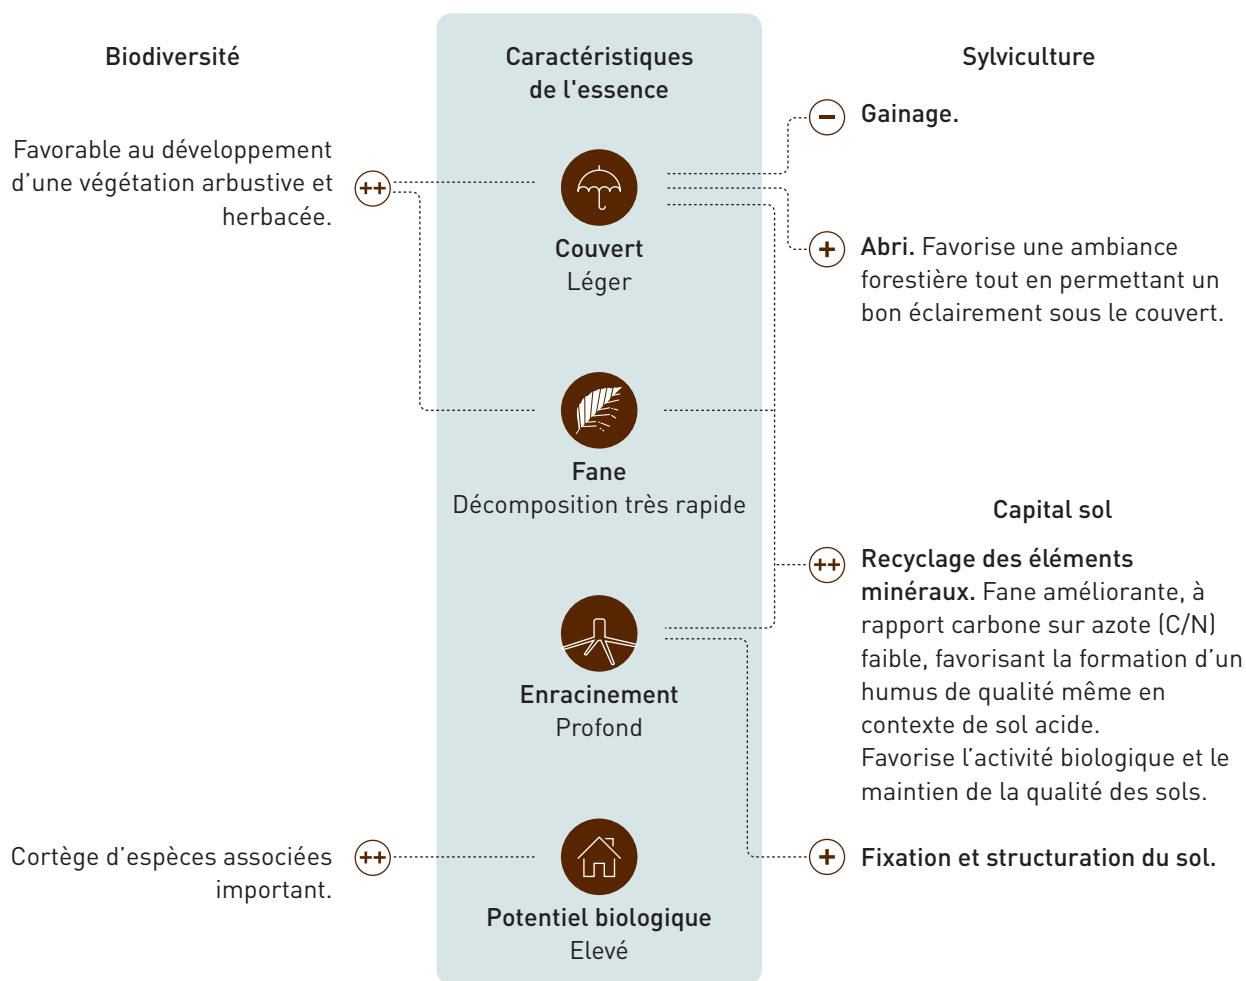 Biodiversité
Favorable au développement
d’une végétation arbustive et
herbacée.
++
Cortège d’espèces associées
important.
++
Caractéristiques
de l'essence
Couvert
Léger
Fane
Décomposition très rapide
Enracinement
Profond
Potentiel biologique
Elevé
Sylviculture
−
Gainage.
+
Abri. Favorise une ambiance
forestière tout en permettant un
bon éclairement sous le couvert.
Capital sol
++
Recyclage des éléments
minéraux. Fane améliorante, à
rapport carbone sur azote (C/N)
faible, favorisant la formation d’un
humus de qualité même en
contexte de sol acide.
Favorise l’activité biologique et le
maintien de la qualité des sols.
+
Fixation et structuration du sol.